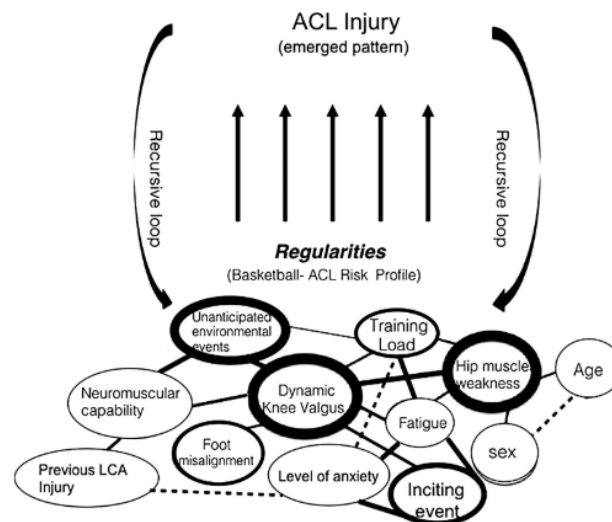 ACL Injury
(emerged pattern)
Recursive loop
Recursive loop
Regularities
(Basketball- ACL Risk Profile)
Unanticipated
environmental
events
Training
Load
Hip muscles
weakness
Age
Neuromuscular
capability
Dynamic
Knee Valgus
Fatigue
Foot
misalignment
sex
Previous LCA
Injury
Level of anxiety
Inciting
event